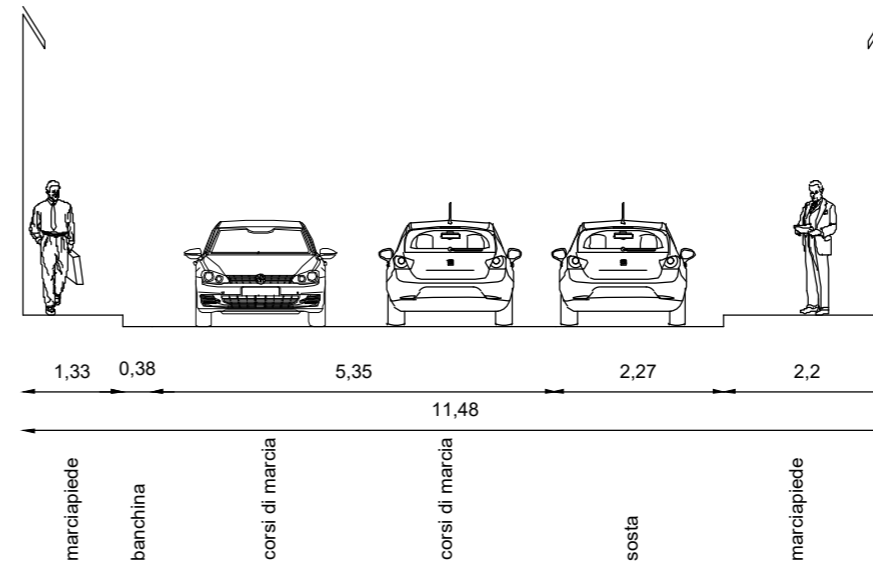 1,33
0,38
5,35
2,27
2,2
11,48
marciapiede
banchina
corsi di marcia
corsi di marcia
sosta
marciapiede